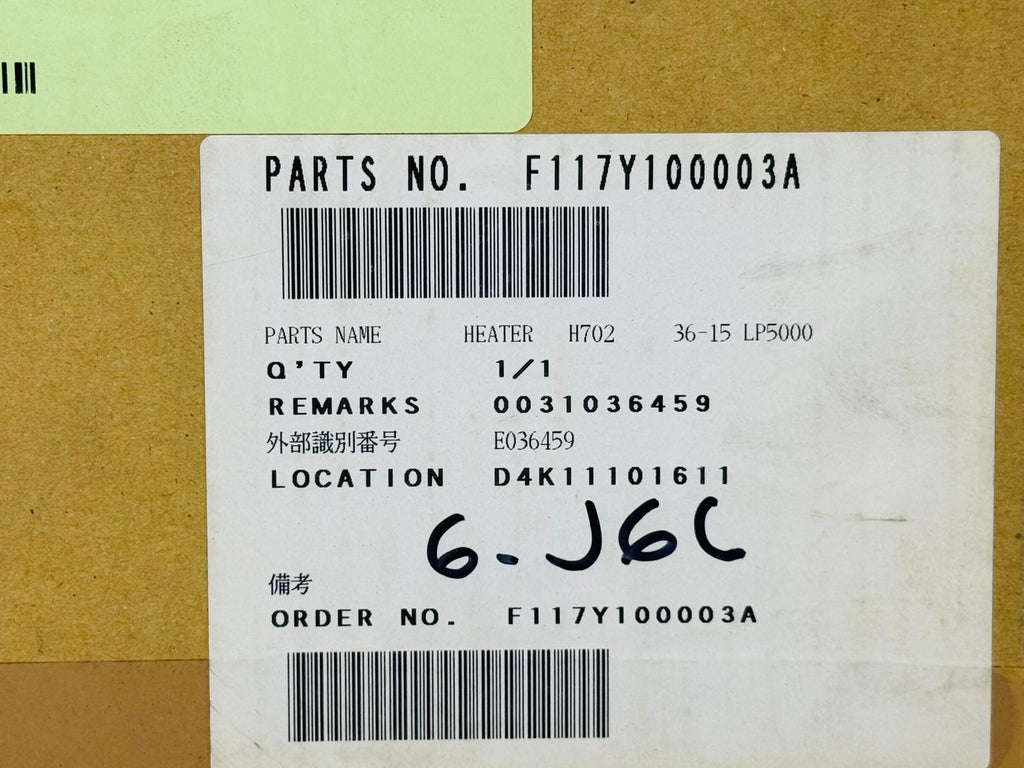 PARTS NO. F117Y100003A
PARTS NAME HEATER H702 36-15 LP5000
Q'TY 1/1
REMARKS 0031036459
外部識別番号 E036459
LOCATION D4K11101611
6. J6C
備考
ORDER NO. F117Y100003A